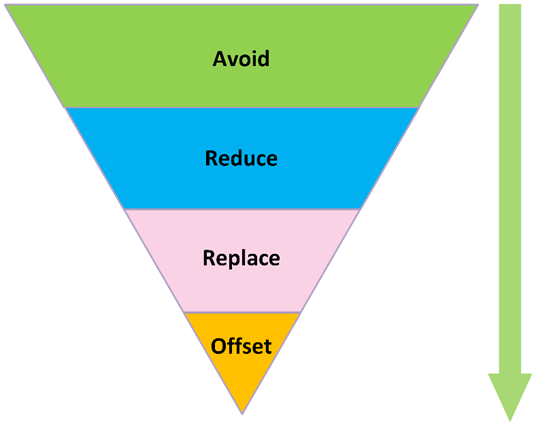 Avoid
Reduce
Replace
Offset